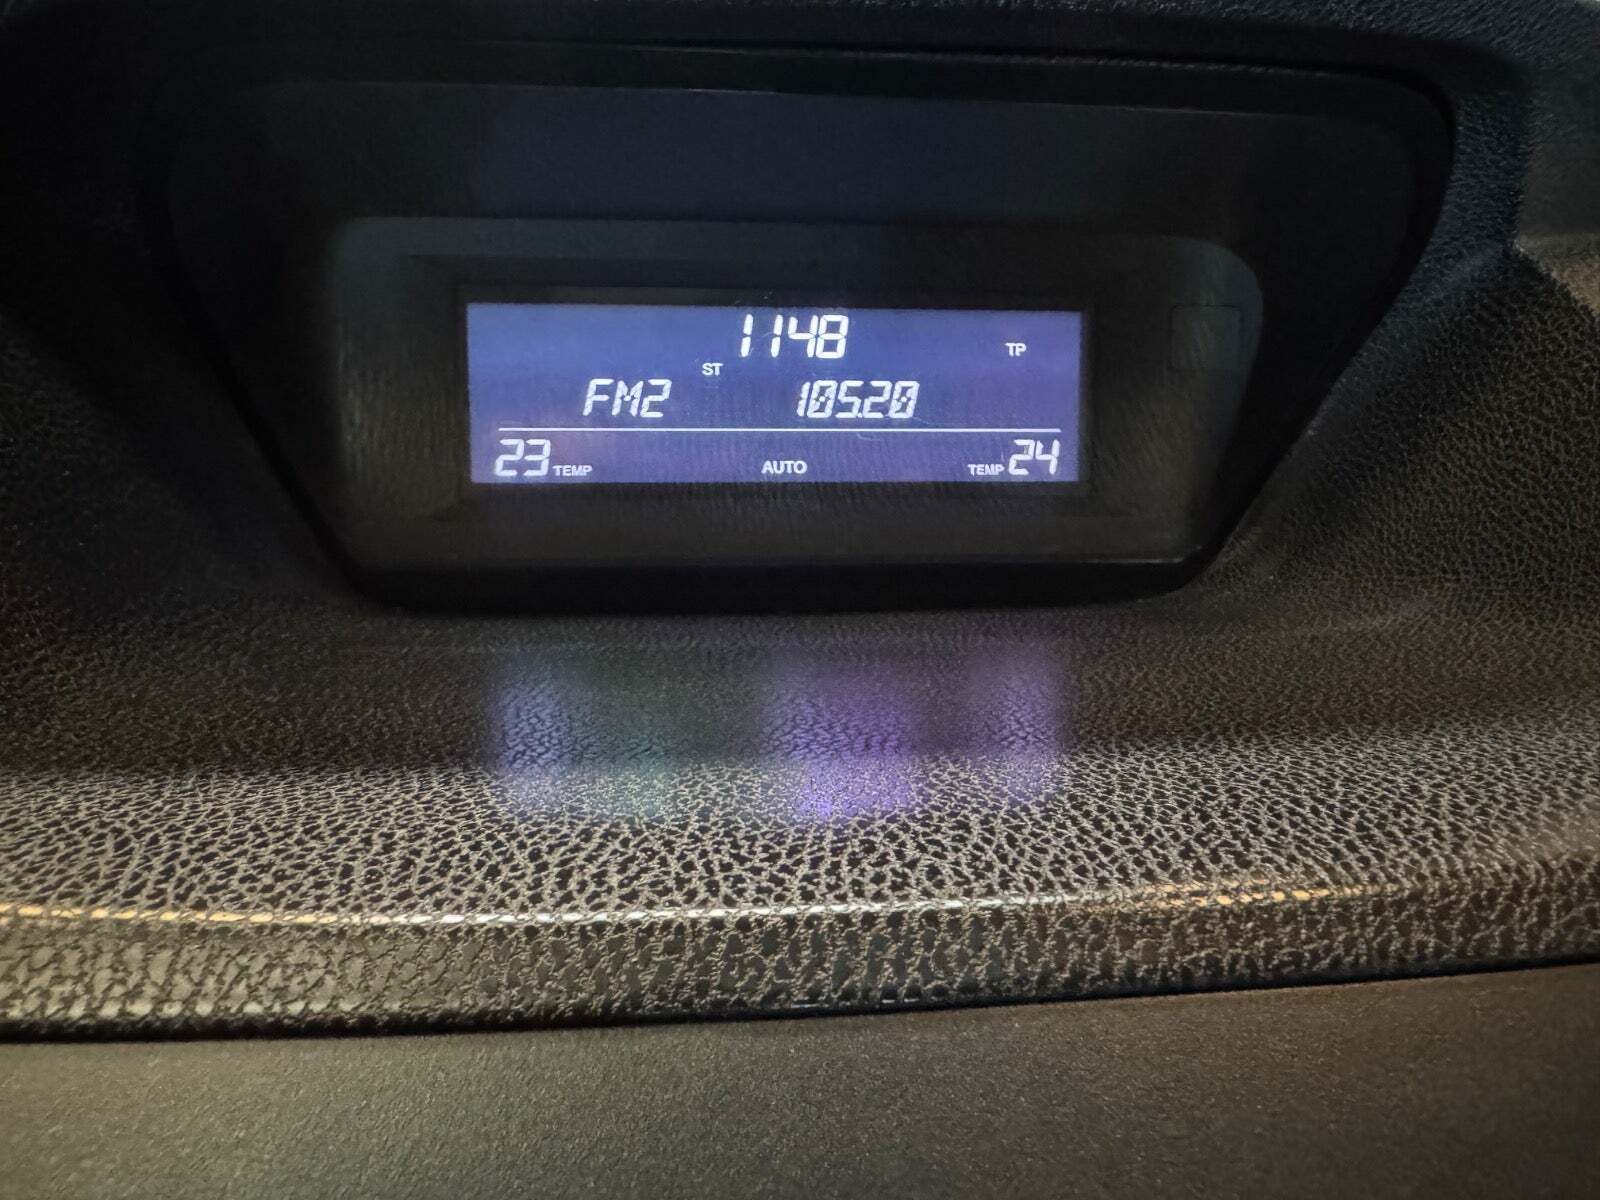 1148 TP
ST
FM2 105.20
23 TEMP AUTO TEMP 24